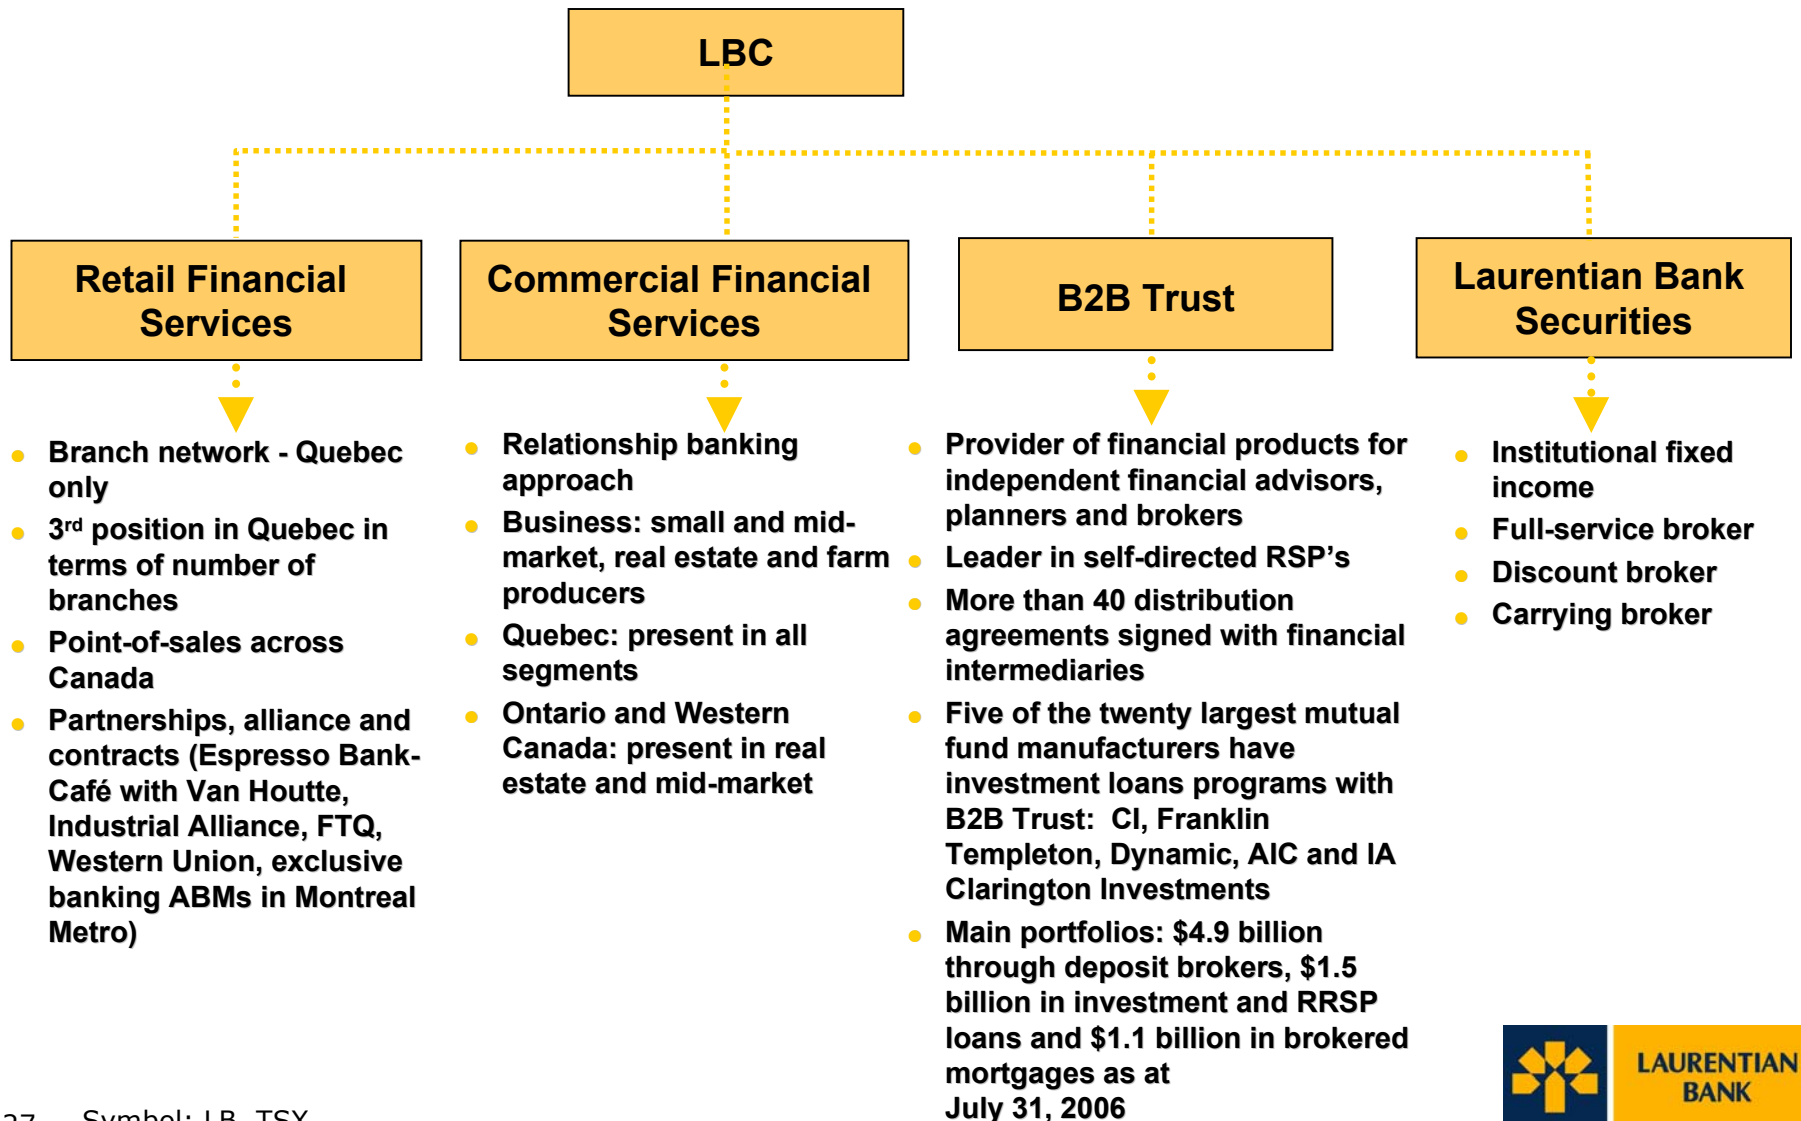 LBC
Retail Financial
Services
Commercial Financial
Services
B2B Trust
Laurentian Bank
Securities
Branch network - Quebec
only
3rd position in Quebec in
terms of number of
branches
Point-of-sales across
Canada
Partnerships, alliance and
contracts (Espresso Bank-
Café with Van Houtte,
Industrial Alliance, FTQ,
Western Union, exclusive
banking ABMs in Montreal
Metro)
Relationship banking
approach
Business: small and mid-
market, real estate and farm
producers
Quebec: present in all
segments
Ontario and Western
Canada: present in real
estate and mid-market
Provider of financial products for
independent financial advisors,
planners and brokers
Leader in self-directed RSP’s
More than 40 distribution
agreements signed with financial
intermediaries
Five of the twenty largest mutual
fund manufacturers have
investment loans programs with
B2B Trust: CI, Franklin
Templeton, Dynamic, AIC and IA
Clarington Investments
Main portfolios: $4.9 billion
through deposit brokers, $1.5
billion in investment and RRSP
loans and $1.1 billion in brokered
mortgages as at
July 31, 2006
Institutional fixed
income
Full-service broker
Discount broker
Carrying broker
LAURENTIAN
BANK
27 Symbol: LB, TSX